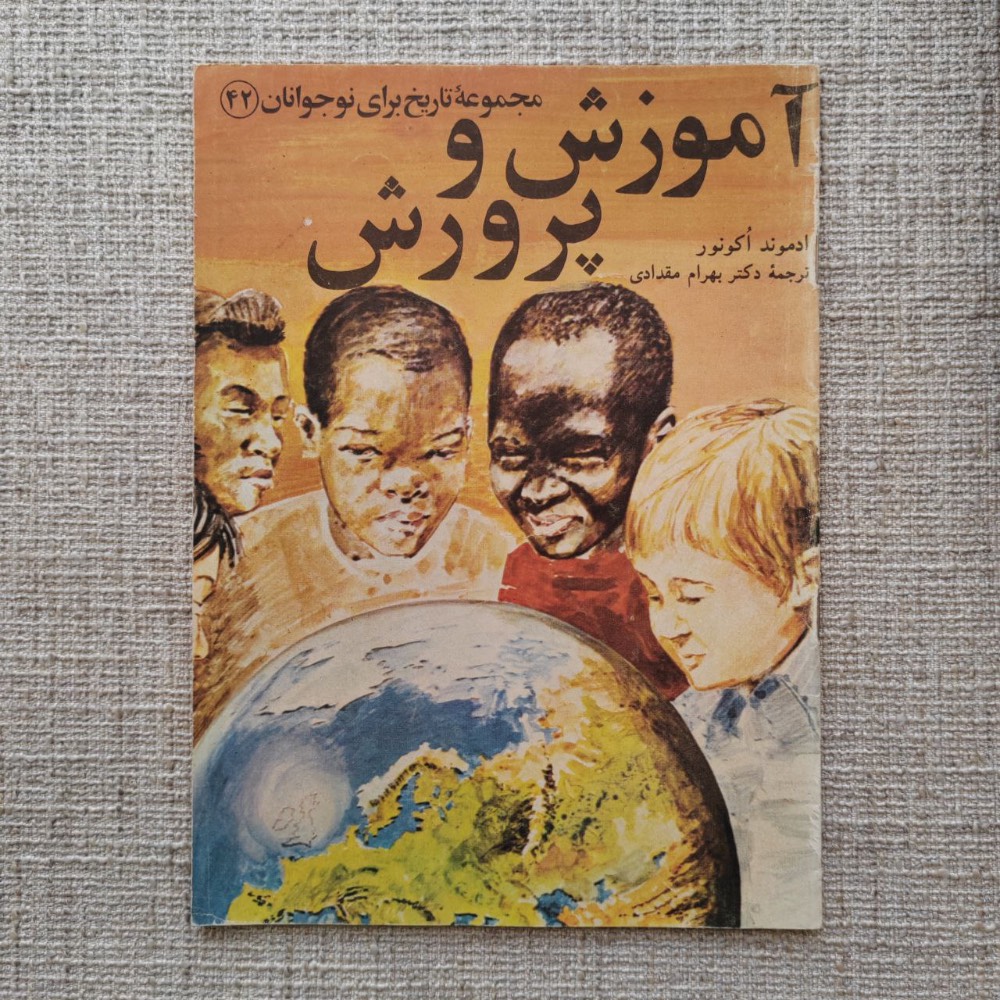 مجموعهٔ تاریخ برای نوجوانان ۴۲
آموزش و
پرورش
ادموند اُکونور
ترجمهٔ دکتر بهرام مقدادی